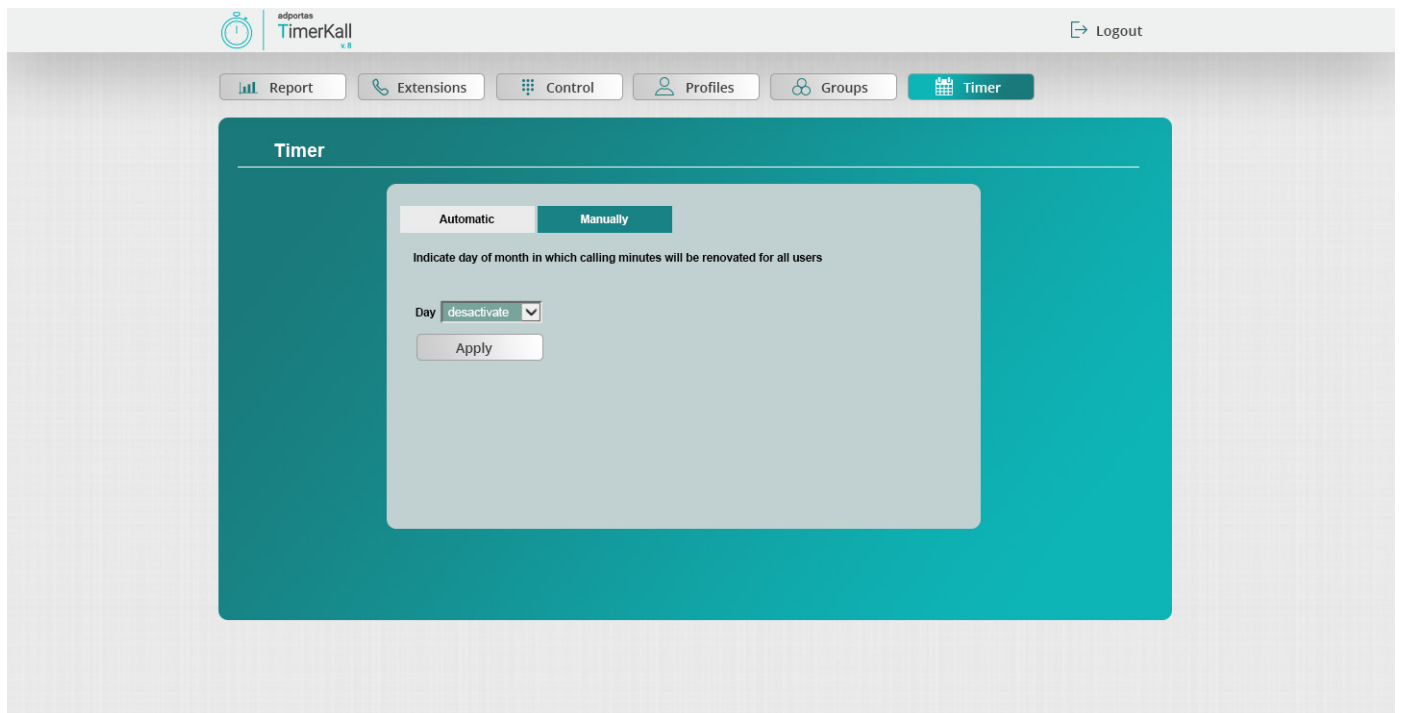 adportas
TimerKall
v. 8
Logout
Report
Extensions
Control
Profiles
Groups
Timer
Timer
Automatic
Manually
Indicate day of month in which calling minutes will be renovated for all users
Day desactivate
Apply